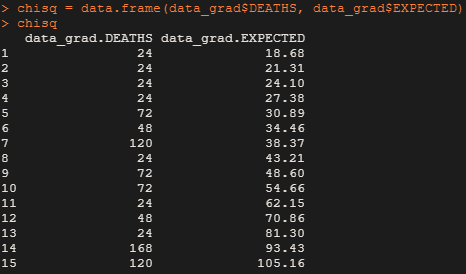 > chisq = data.frame(data_grad$DEATHS, data_grad$EXPECTED)
> chisq
data_grad.DEATHS data_grad.EXPECTED
1 24 18.68
2 24 21.31
3 24 24.10
4 24 27.38
5 72 30.89
6 48 34.46
7 120 38.37
8 24 43.21
9 72 48.60
10 72 54.66
11 24 62.15
12 48 70.86
13 24 81.30
14 168 93.43
15 120 105.16